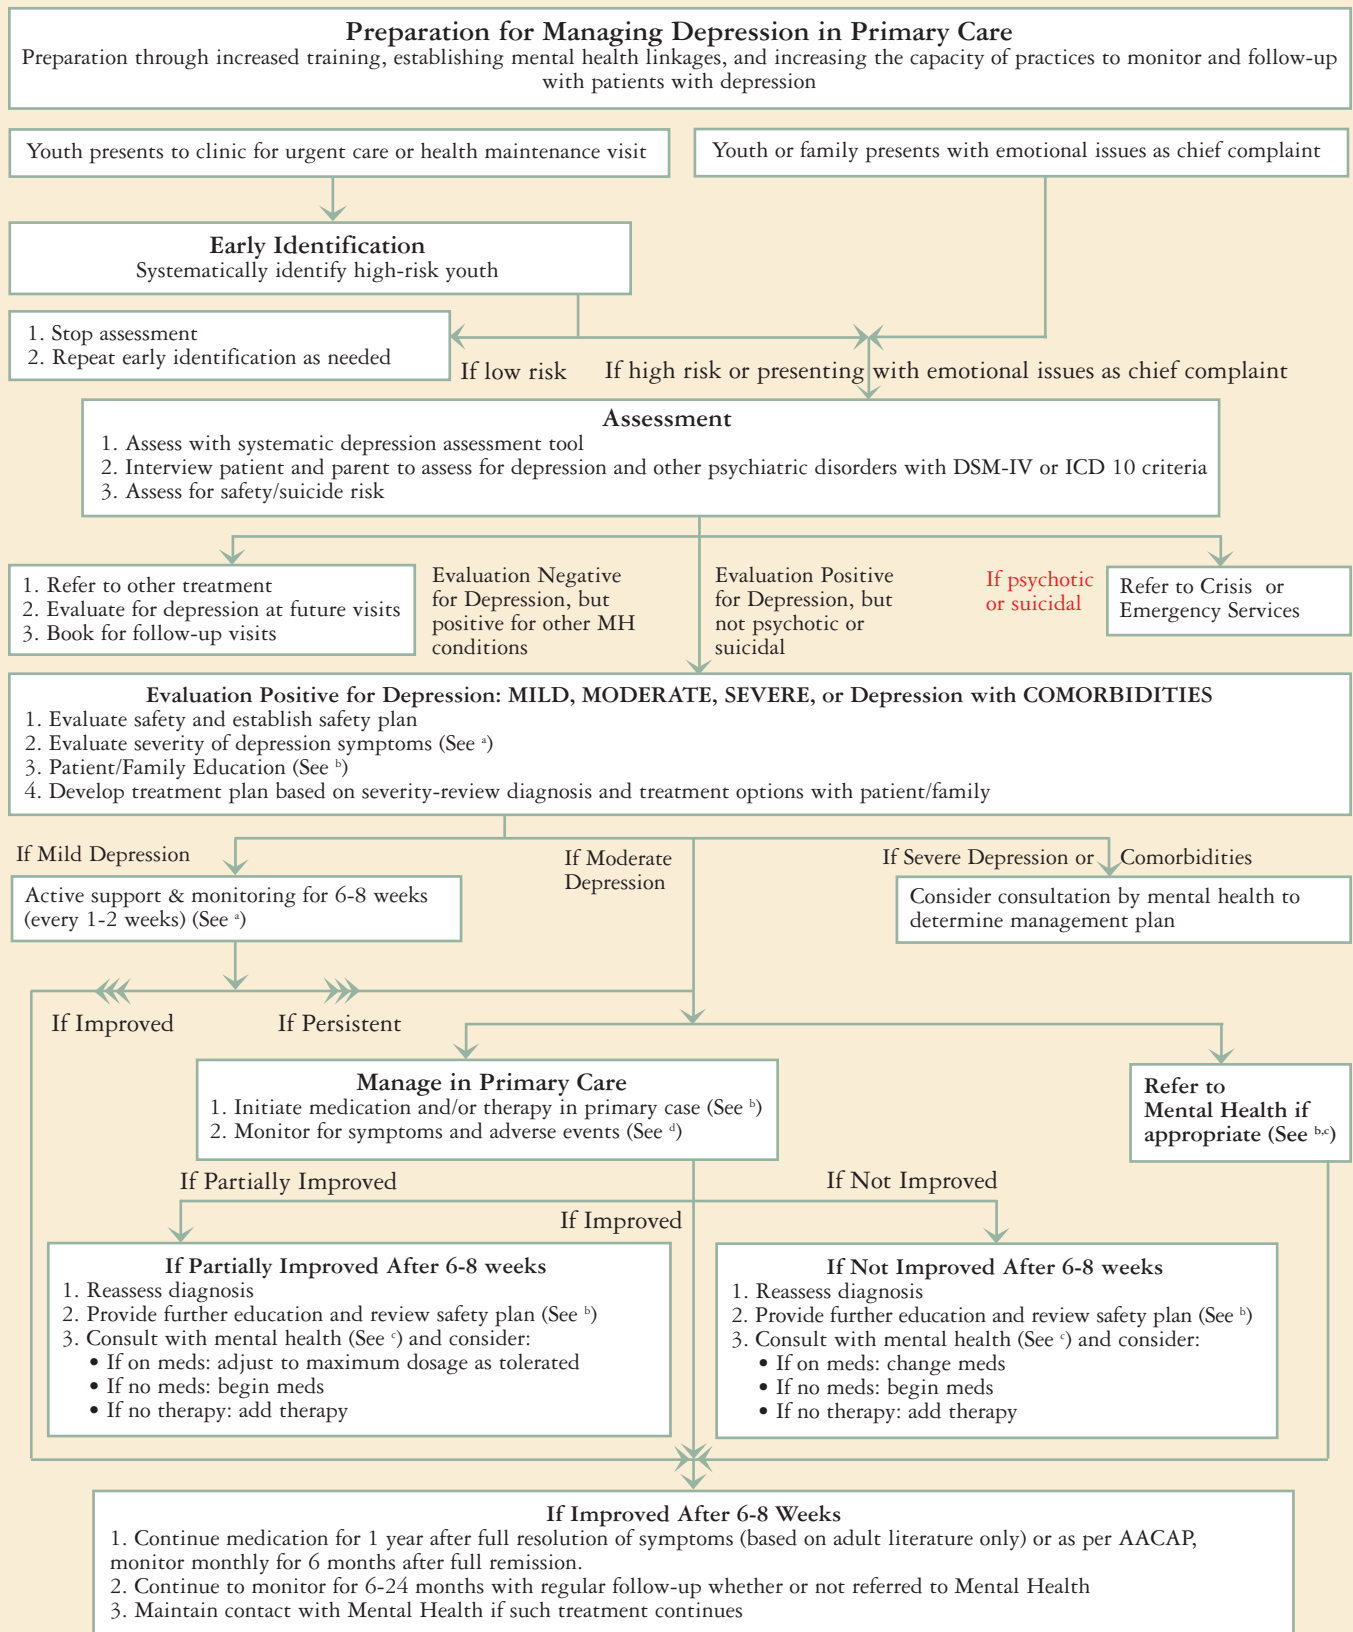 Preparation for Managing Depression in Primary Care
Preparation through increased training, establishing mental health linkages, and increasing the capacity of practices to monitor and follow-up
with patients with depression
Youth presents to clinic for urgent care or health maintenance visit
Youth or family presents with emotional issues as chief complaint
Early Identification
Systematically identify high-risk youth
1. Stop assessment
2. Repeat early identification as needed
If low risk
If high risk or presenting with emotional issues as chief complaint
Assessment
1. Assess with systematic depression assessment tool
2. Interview patient and parent to assess for depression and other psychiatric disorders with DSM-IV or ICD 10 criteria
3. Assess for safety/suicide risk
1. Refer to other treatment
2. Evaluate for depression at future visits
3. Book for follow-up visits
Evaluation Negative
for Depression, but
positive for other MH
conditions
Evaluation Positive
for Depression, but
not psychotic or
suicidal
If psychotic
or suicidal
Refer to Crisis or
Emergency Services
Evaluation Positive for Depression: MILD, MODERATE, SEVERE, or Depression with COMORBIDITIES
1. Evaluate safety and establish safety plan
2. Evaluate severity of depression symptoms (See a)
3. Patient/Family Education (See b)
4. Develop treatment plan based on severity-review diagnosis and treatment options with patient/family
If Mild Depression
If Moderate
Depression
If Severe Depression or Comorbidities
Active support & monitoring for 6-8 weeks
(every 1-2 weeks) (See a)
Consider consultation by mental health to
determine management plan
If Improved
If Persistent
Manage in Primary Care
1. Initiate medication and/or therapy in primary case (See b)
2. Monitor for symptoms and adverse events (See d)
Refer to
Mental Health if
appropriate (See b,c)
If Partially Improved
If Improved
If Not Improved
If Partially Improved After 6-8 weeks
1. Reassess diagnosis
2. Provide further education and review safety plan (See b)
3. Consult with mental health (See c) and consider:
• If on meds: adjust to maximum dosage as tolerated
• If no meds: begin meds
• If no therapy: add therapy
If Not Improved After 6-8 weeks
1. Reassess diagnosis
2. Provide further education and review safety plan (See b)
3. Consult with mental health (See c) and consider:
• If on meds: change meds
• If no meds: begin meds
• If no therapy: add therapy
If Improved After 6-8 Weeks
1. Continue medication for 1 year after full resolution of symptoms (based on adult literature only) or as per AACAP,
monitor monthly for 6 months after full remission.
2. Continue to monitor for 6-24 months with regular follow-up whether or not referred to Mental Health
3. Maintain contact with Mental Health if such treatment continues